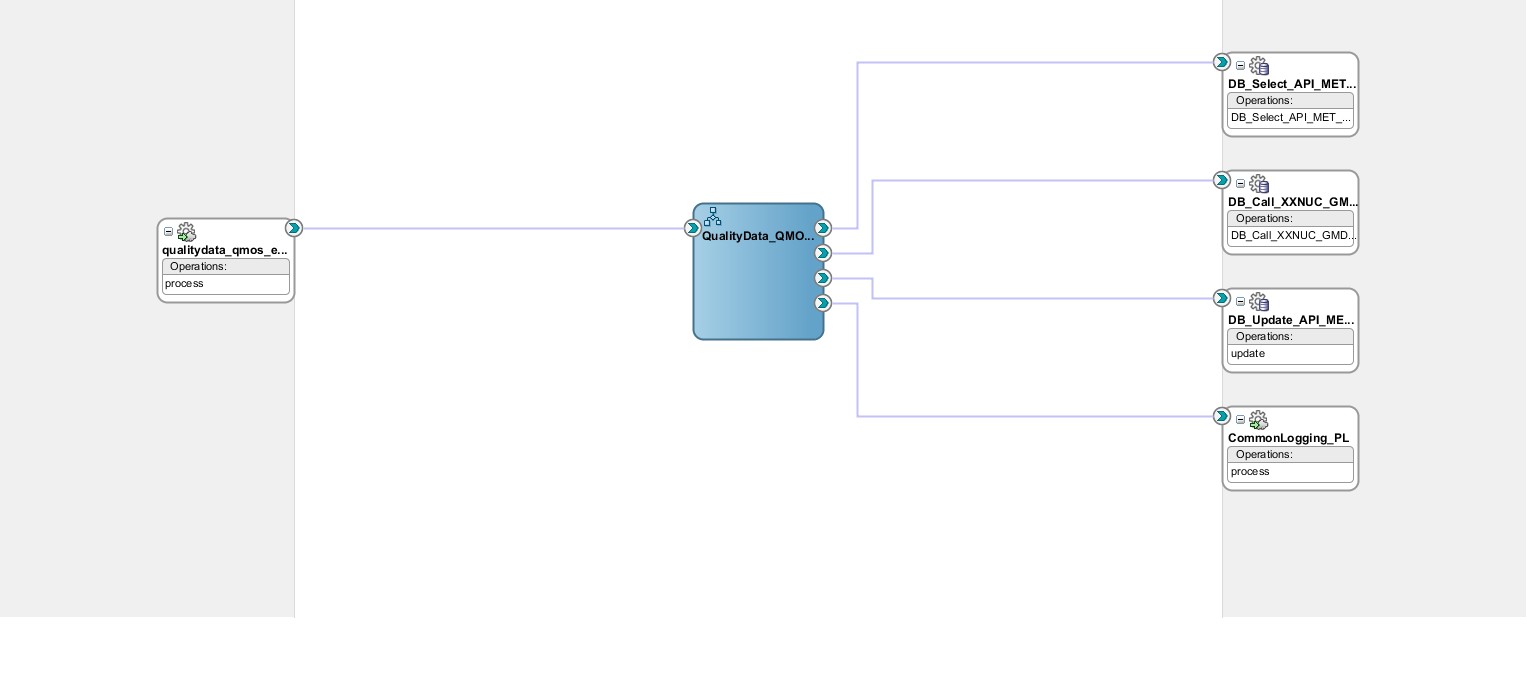 qualitydata_qmos_e...
Operations:
process
QualityData_QMO...
DB_Select_API_MET...
Operations:
DB_Select_API_MET_...
DB_Call_XXNUC_GM...
Operations:
DB_Call_XXNUC_GMD...
DB_Update_API_ME...
Operations:
update
CommonLogging_PL
Operations:
process